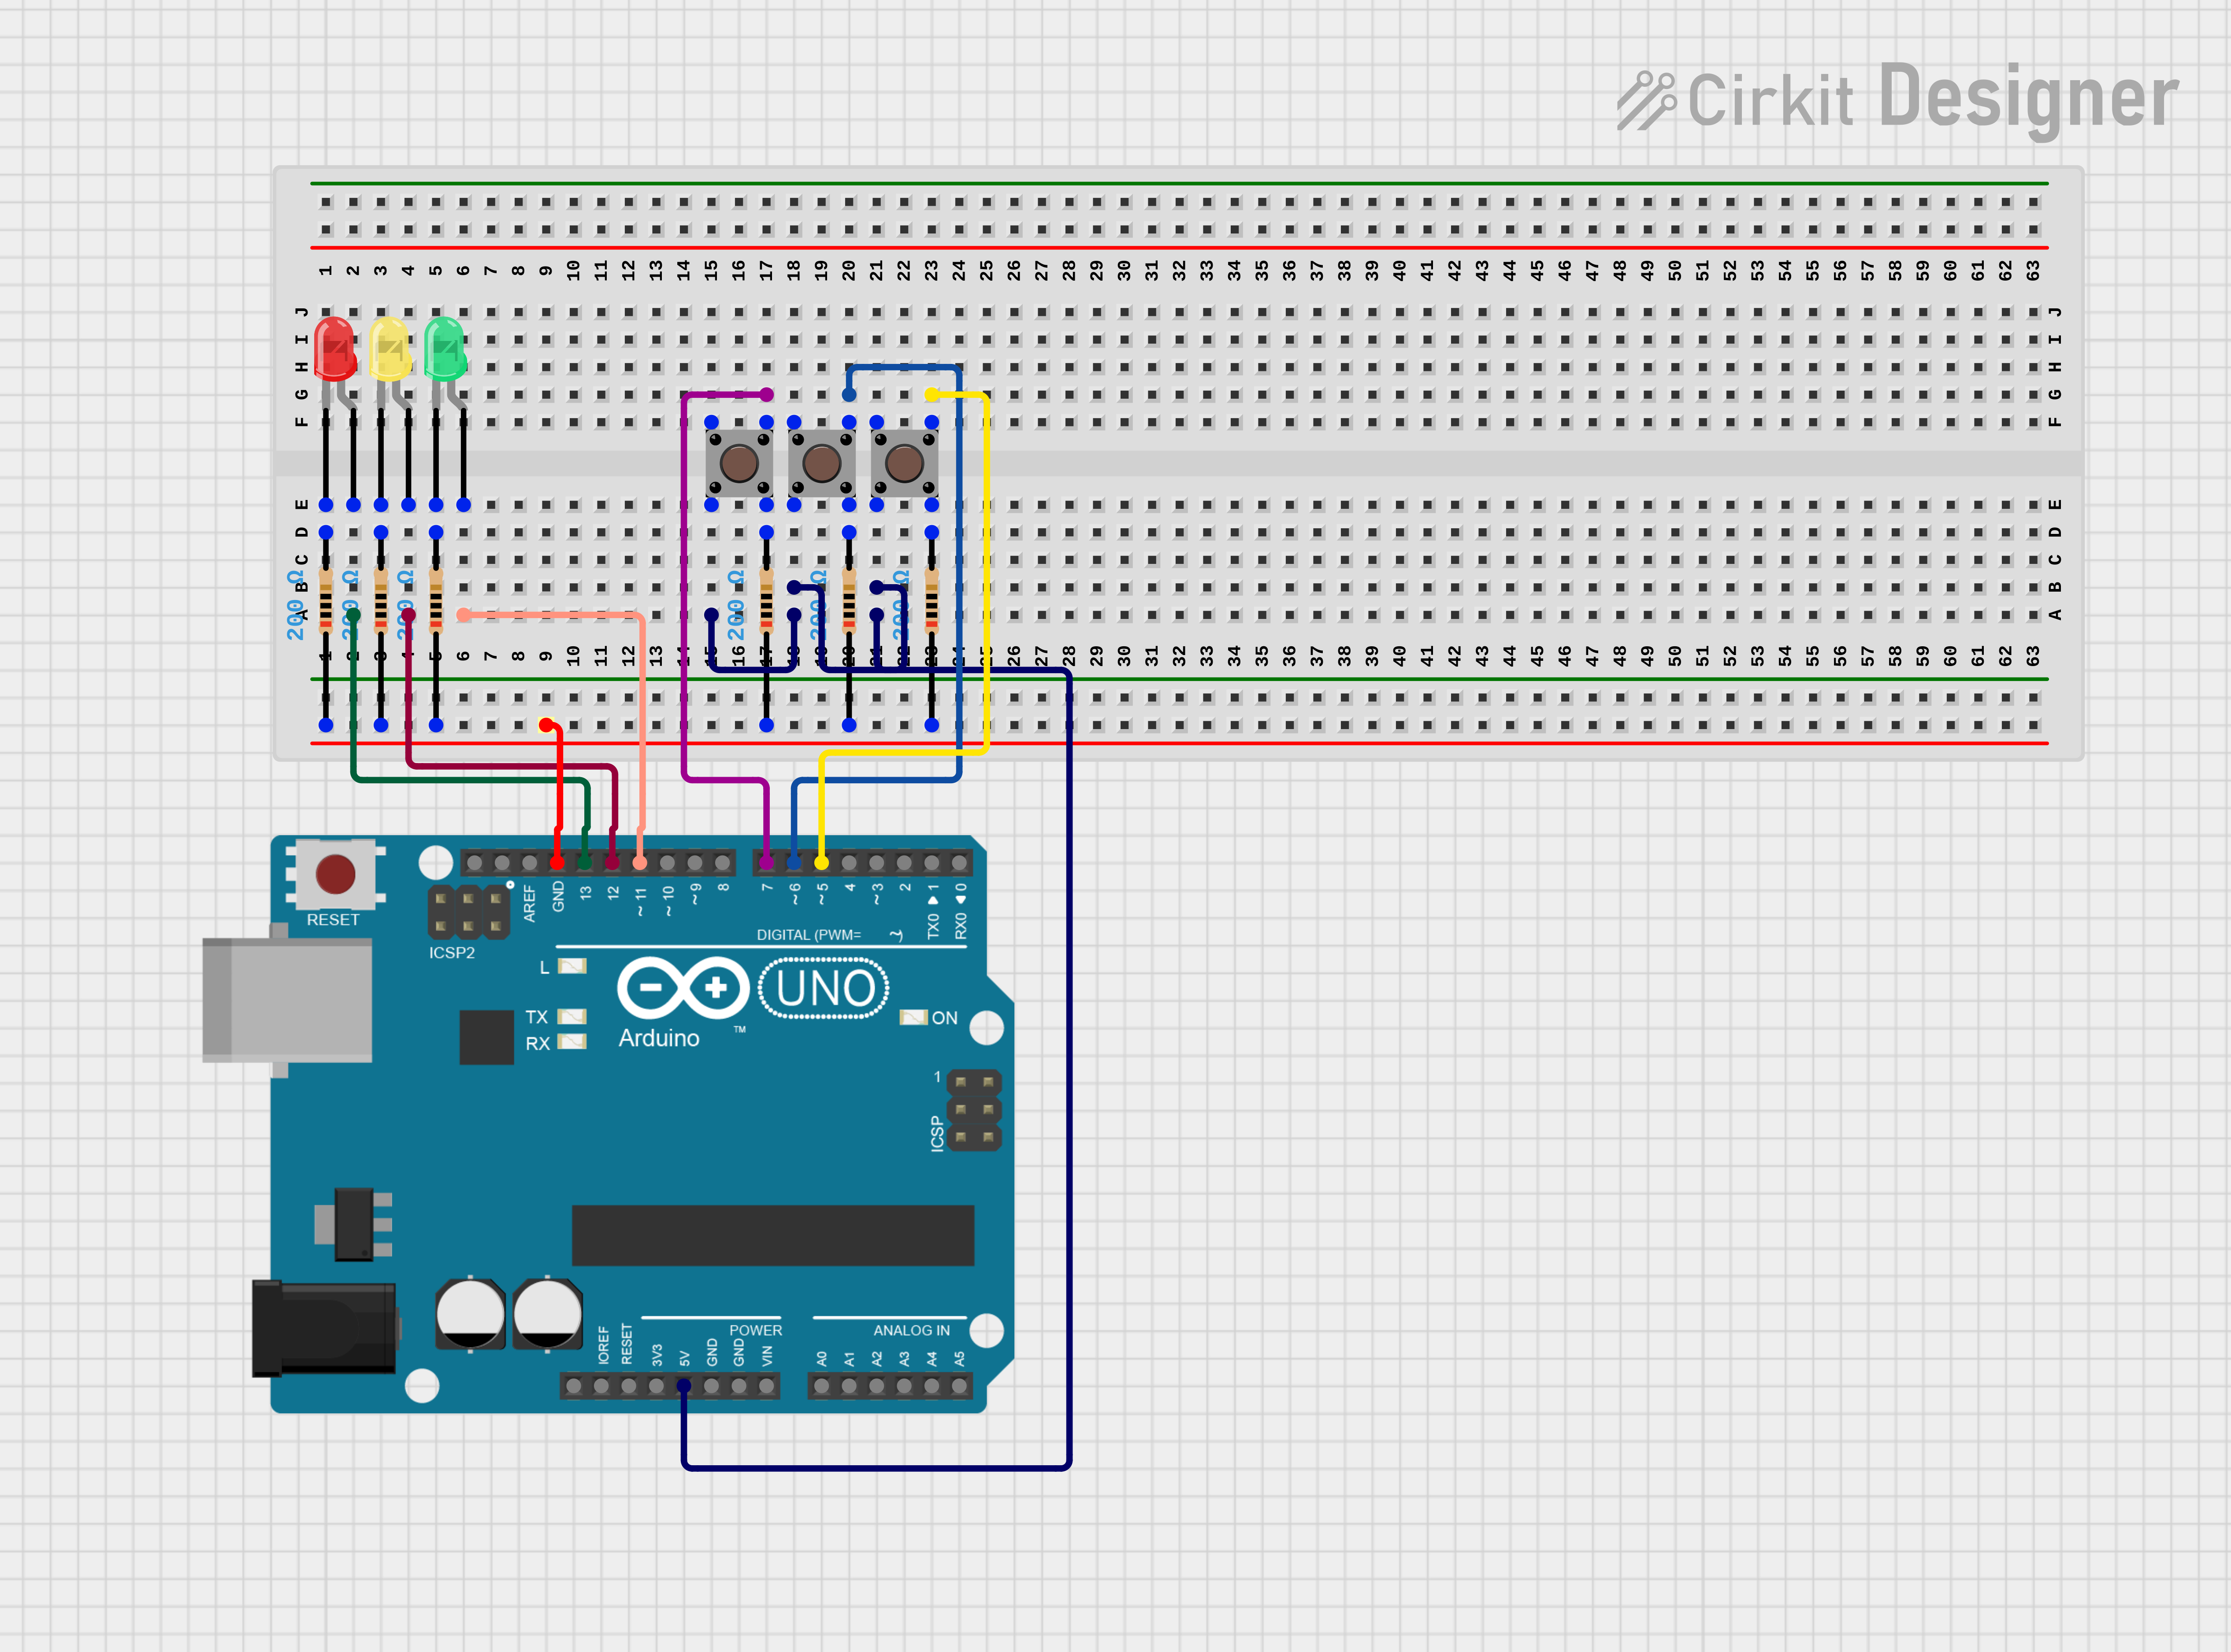 Cirkit Designer
1 2 3 4 5 6 7 8 9 10 11 12 13 14 15 16 17 18 19 20 21 22 23 24 25 26 27 28 29 30 31 32 33 34 35 36 37 38 39 40 41 42 43 44 45 46 47 48 49 50 51 52 53 54 55 56 57 58 59 60 61 62 63
J J
I I
H H
G G
F F
E E
D D
C C
B B
A A
200 Ω 200 Ω 200 Ω 200 Ω 200 Ω 200 Ω
1 2 3 4 5 6 7 8 9 10 11 12 13 14 15 16 17 18 19 20 21 22 23 24 25 26 27 28 29 30 31 32 33 34 35 36 37 38 39 40 41 42 43 44 45 46 47 48 49 50 51 52 53 54 55 56 57 58 59 60 61 62 63
RESET
ICSP2
AREF GND 13 12 ~11 ~10 ~9 8 7 ~6 ~5 4 ~3 2 TX0 1 RX0 0
DIGITAL (PWM= ~)
L
TX
RX
UNO
Arduino
TM
ON
1
ICSP
POWER
ANALOG IN
IOREF RESET 3V3 5V GND GND VIN A0 A1 A2 A3 A4 A5